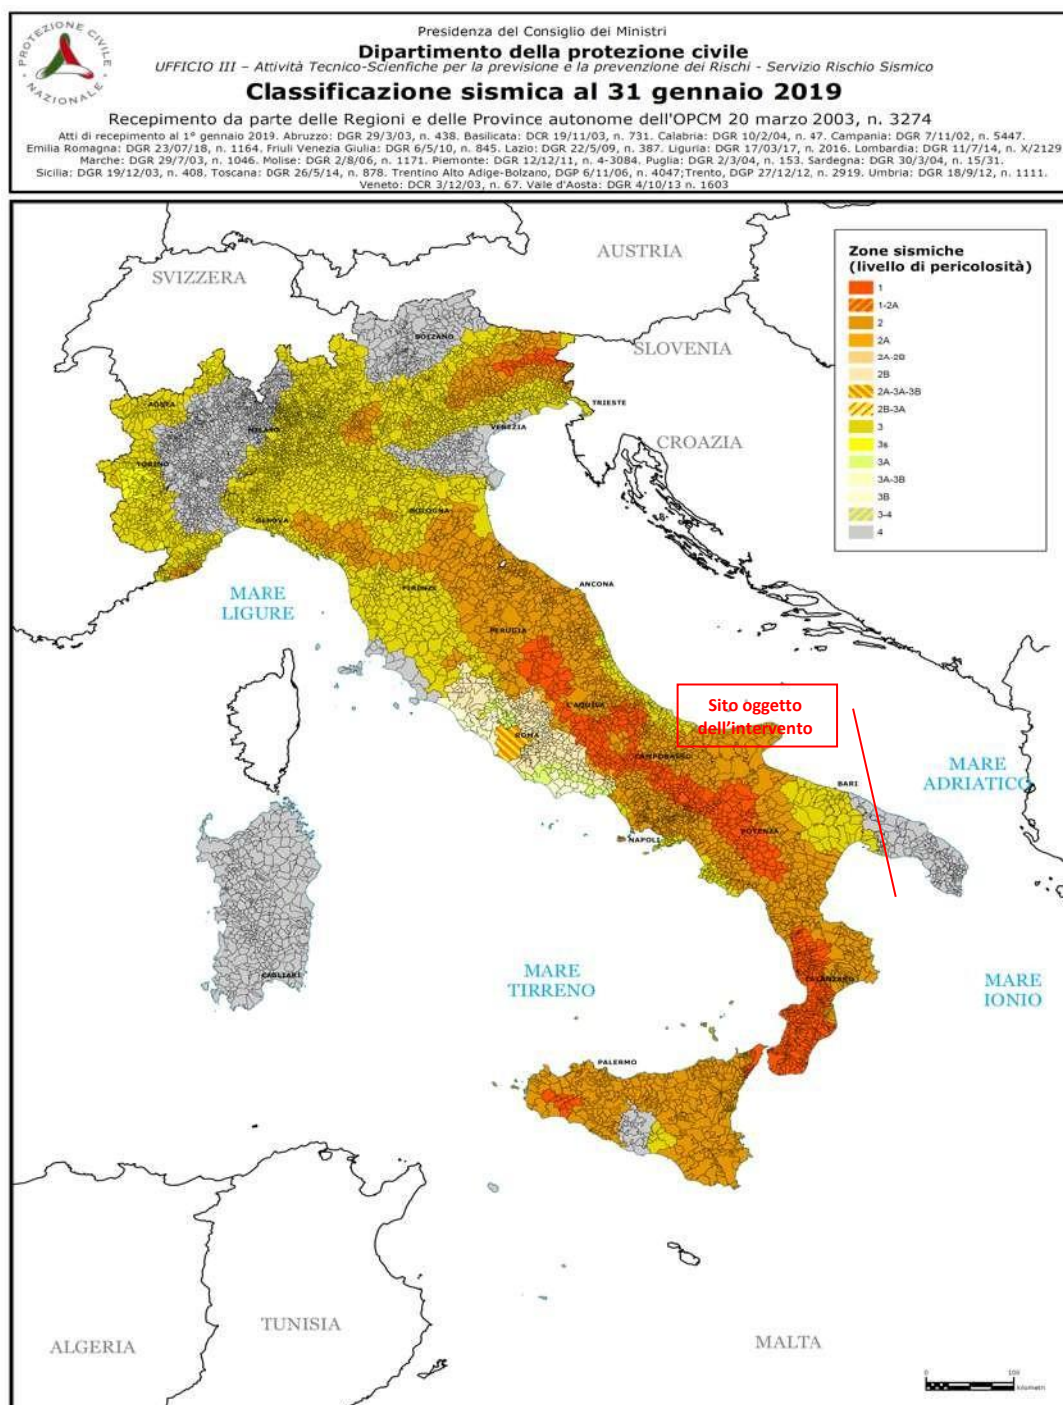 PROTEZIONE CIVILE
NAZIONALE
Presidenza del Consiglio dei Ministri
Dipartimento della protezione civile
UFFICIO III – Attività Tecnico-Scienfiche per la previsione e la prevenzione dei Rischi - Servizio Rischio Sismico
Classificazione sismica al 31 gennaio 2019
Recepimento da parte delle Regioni e delle Province autonome dell'OPCM 20 marzo 2003, n. 3274
Atti di recepimento al 1° gennaio 2019. Abruzzo: DGR 29/3/03, n. 438. Basilicata: DCR 19/11/03, n. 731. Calabria: DGR 10/2/04, n. 47. Campania: DGR 7/11/02, n. 5447.
Emilia Romagna: DGR 23/07/18, n. 1164. Friuli Venezia Giulia: DGR 6/5/10, n. 845. Lazio: DGR 22/5/09, n. 387. Liguria: DGR 17/03/17, n. 2016. Lombardia: DGR 11/7/14, n. X/2129
Marche: DGR 29/7/03, n. 1046. Molise: DGR 2/8/06, n. 1171. Piemonte: DGR 12/12/11, n. 4-3084. Puglia: DGR 2/3/04, n. 153. Sardegna: DGR 30/3/04, n. 15/31.
Sicilia: DGR 19/12/03, n. 408. Toscana: DGR 26/5/14, n. 878. Trentino Alto Adige-Bolzano, DGP 6/11/06, n. 4047;Trento, DGP 27/12/12, n. 2919. Umbria: DGR 18/9/12, n. 1111.
Veneto: DCR 3/12/03, n. 67. Valle d'Aosta: DGR 4/10/13 n. 1603
AUSTRIA
SVIZZERA
Zone sismiche
(livello di pericolosità)
1
1-2A
2
2A
2A-2B
2B
2A-3A-3B
2B-3A
3
3s
3A
3A-3B
3B
3-4
4
BOLZANO
SLOVENIA
AOSTA
TRIESTE
MILANO
VENEZIA
CROAZIA
TORINO
BOLOGNA
GENOVA
ANCONA
FIRENZE
MARE
LIGURE
PERUGIA
L'AQUILA
Sito oggetto
dell'intervento
ROMA
CAMPOBASSO
MARE
ADRIATICO
BARI
NAPOLI
POTENZA
CAGLIARI
MARE
TIRRENO
CATANZARO
MARE
IONIO
PALERMO
TUNISIA
ALGERIA
MALTA
0 100
kilometri